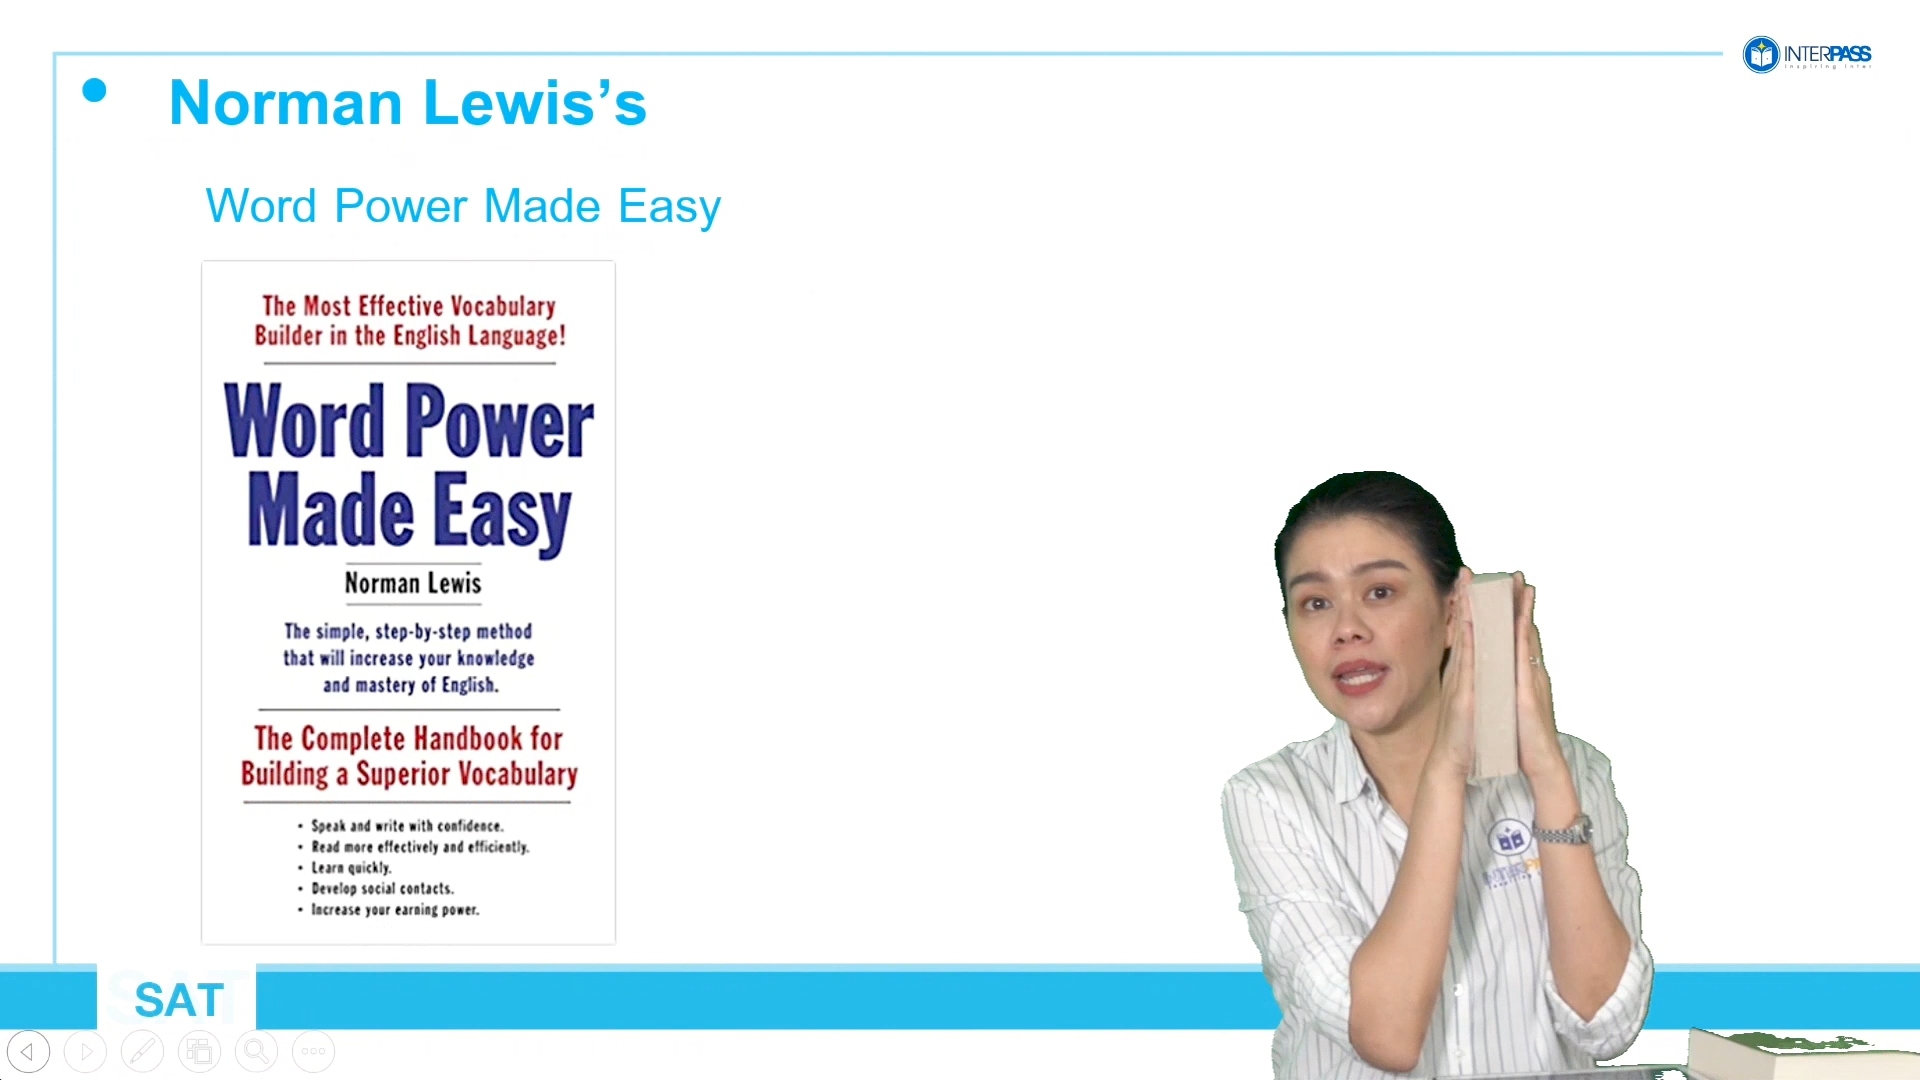 INTERPASS
inspiring inter
• Norman Lewis’s
Word Power Made Easy
The Most Effective Vocabulary
Builder in the English Language!
Word Power
Made Easy
Norman Lewis
The simple, step-by-step method
that will increase your knowledge
and mastery of English.
The Complete Handbook for
Building a Superior Vocabulary
• Speak and write with confidence.
• Read more effectively and efficiently.
• Learn quickly.
• Develop social contacts.
• Increase your earning power.
SAT